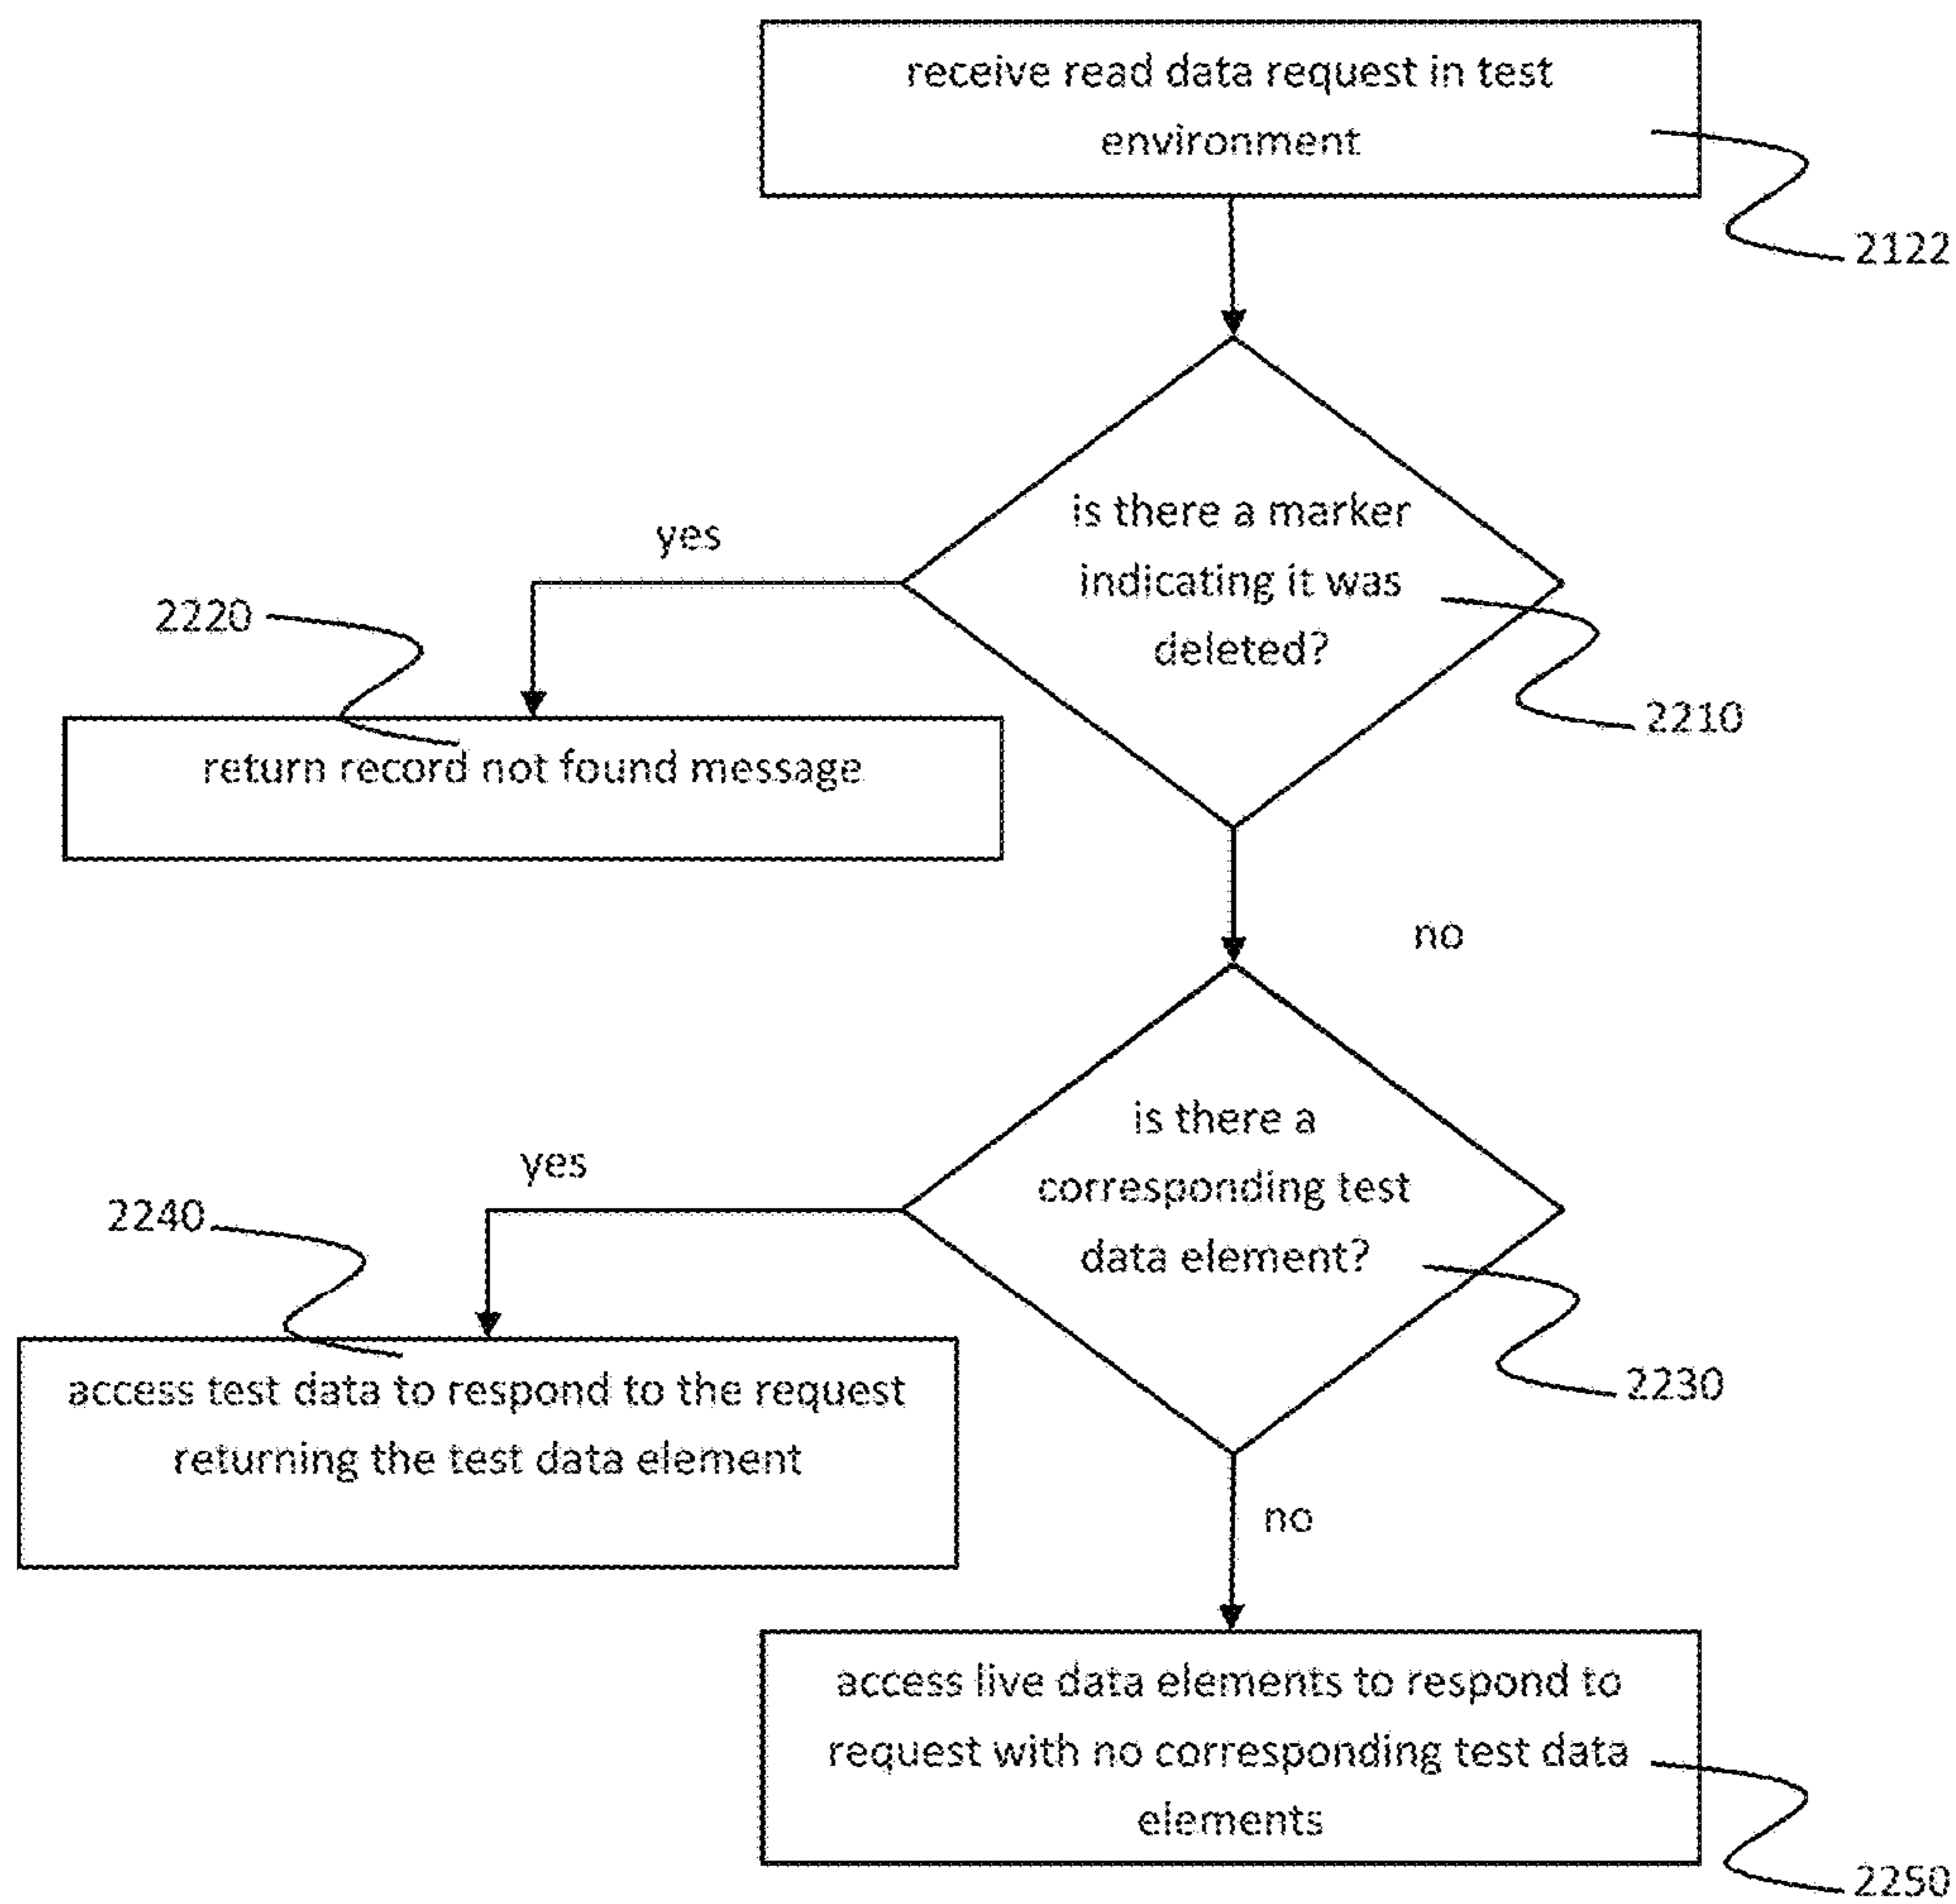 receive read data request in test
environment
2122
is there a marker
indicating it was
deleted?
yes
2220
2210
return record not found message
no
is there a
corresponding test
data element?
yes
2240
2230
access test data to respond to the request
returning the test data element
no
access live data elements to respond to
request with no corresponding test data
elements
2250